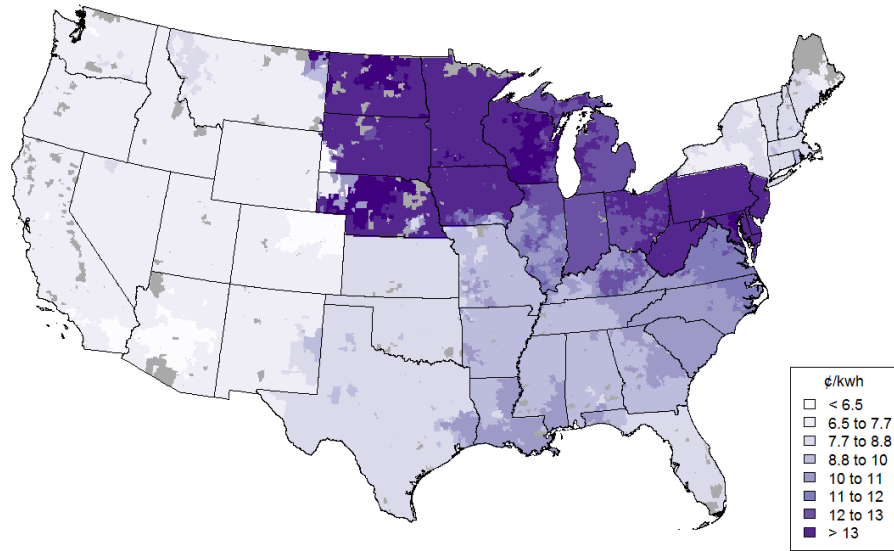 ¢/kwh
< 6.5
6.5 to 7.7
7.7 to 8.8
8.8 to 10
10 to 11
11 to 12
12 to 13
> 13